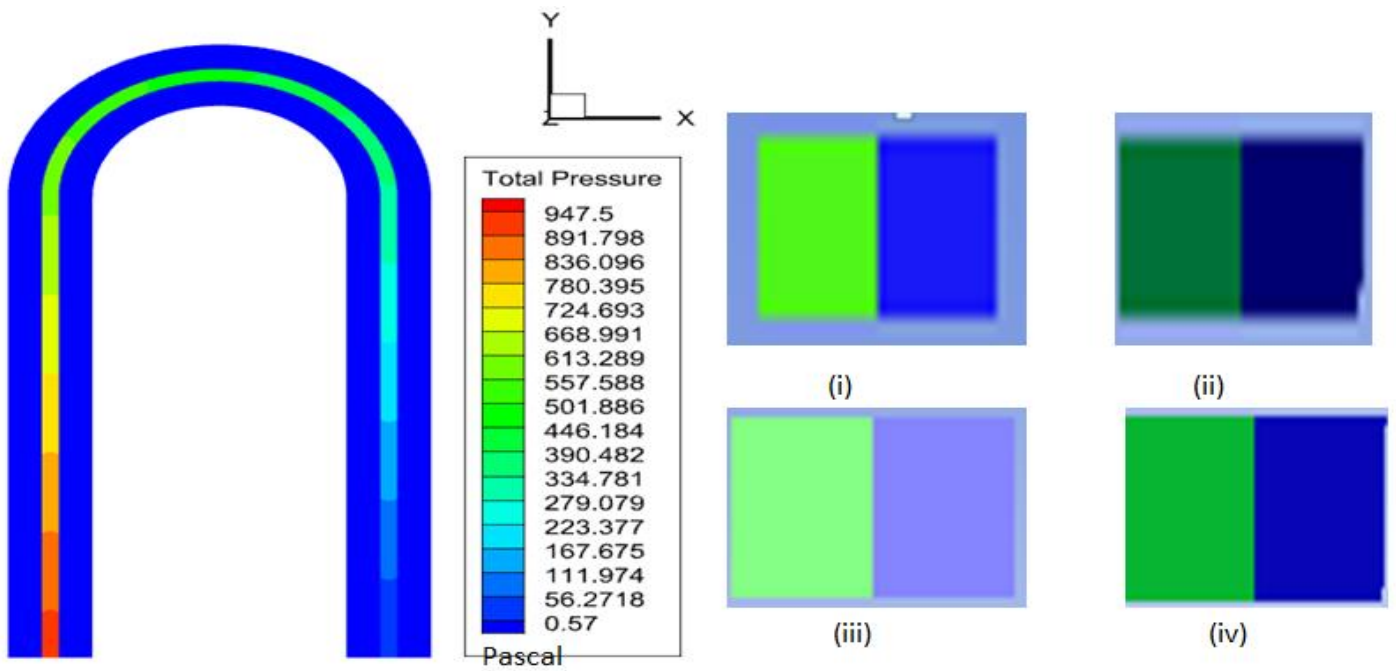 Y
Z
X
Total Pressure
947.5
891.798
836.096
780.395
724.693
668.991
613.289
557.588
501.886
446.184
390.482
334.781
279.079
223.377
167.675
111.974
56.2718
0.57
Pascal
(i)
(ii)
(iii)
(iv)